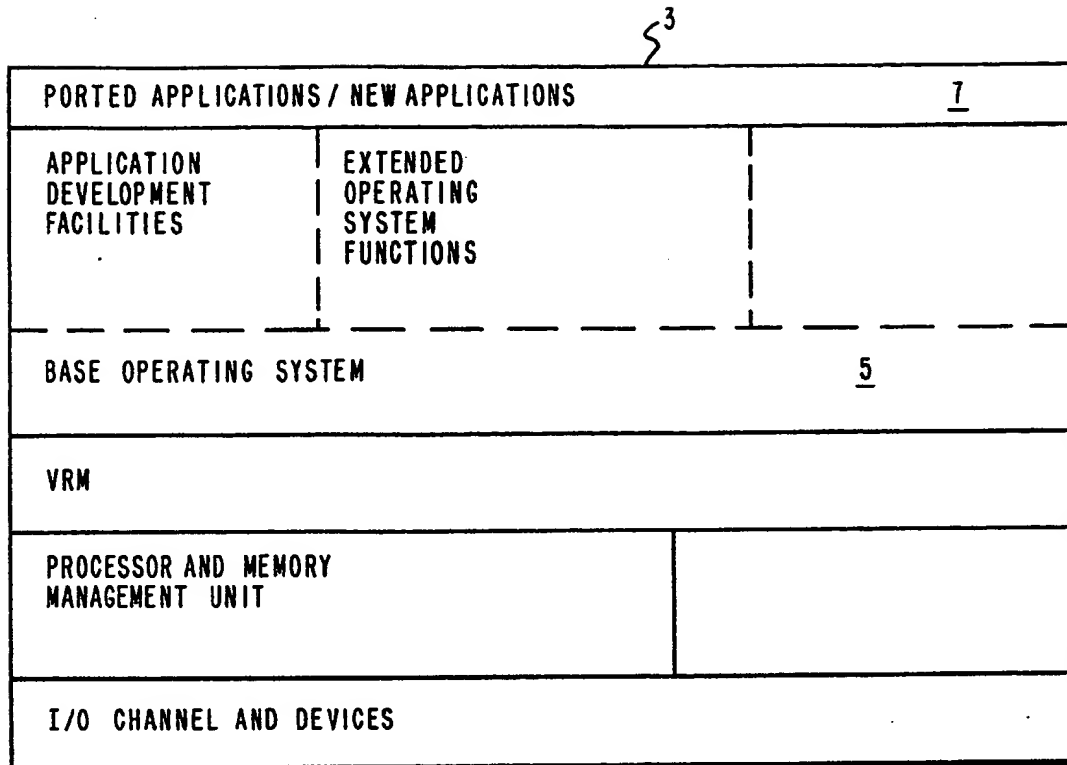 3
PORTED APPLICATIONS / NEW APPLICATIONS 7
APPLICATION
DEVELOPMENT
FACILITIES
EXTENDED
OPERATING
SYSTEM
FUNCTIONS
BASE OPERATING SYSTEM 5
VRM
PROCESSOR AND MEMORY
MANAGEMENT UNIT
I/O CHANNEL AND DEVICES